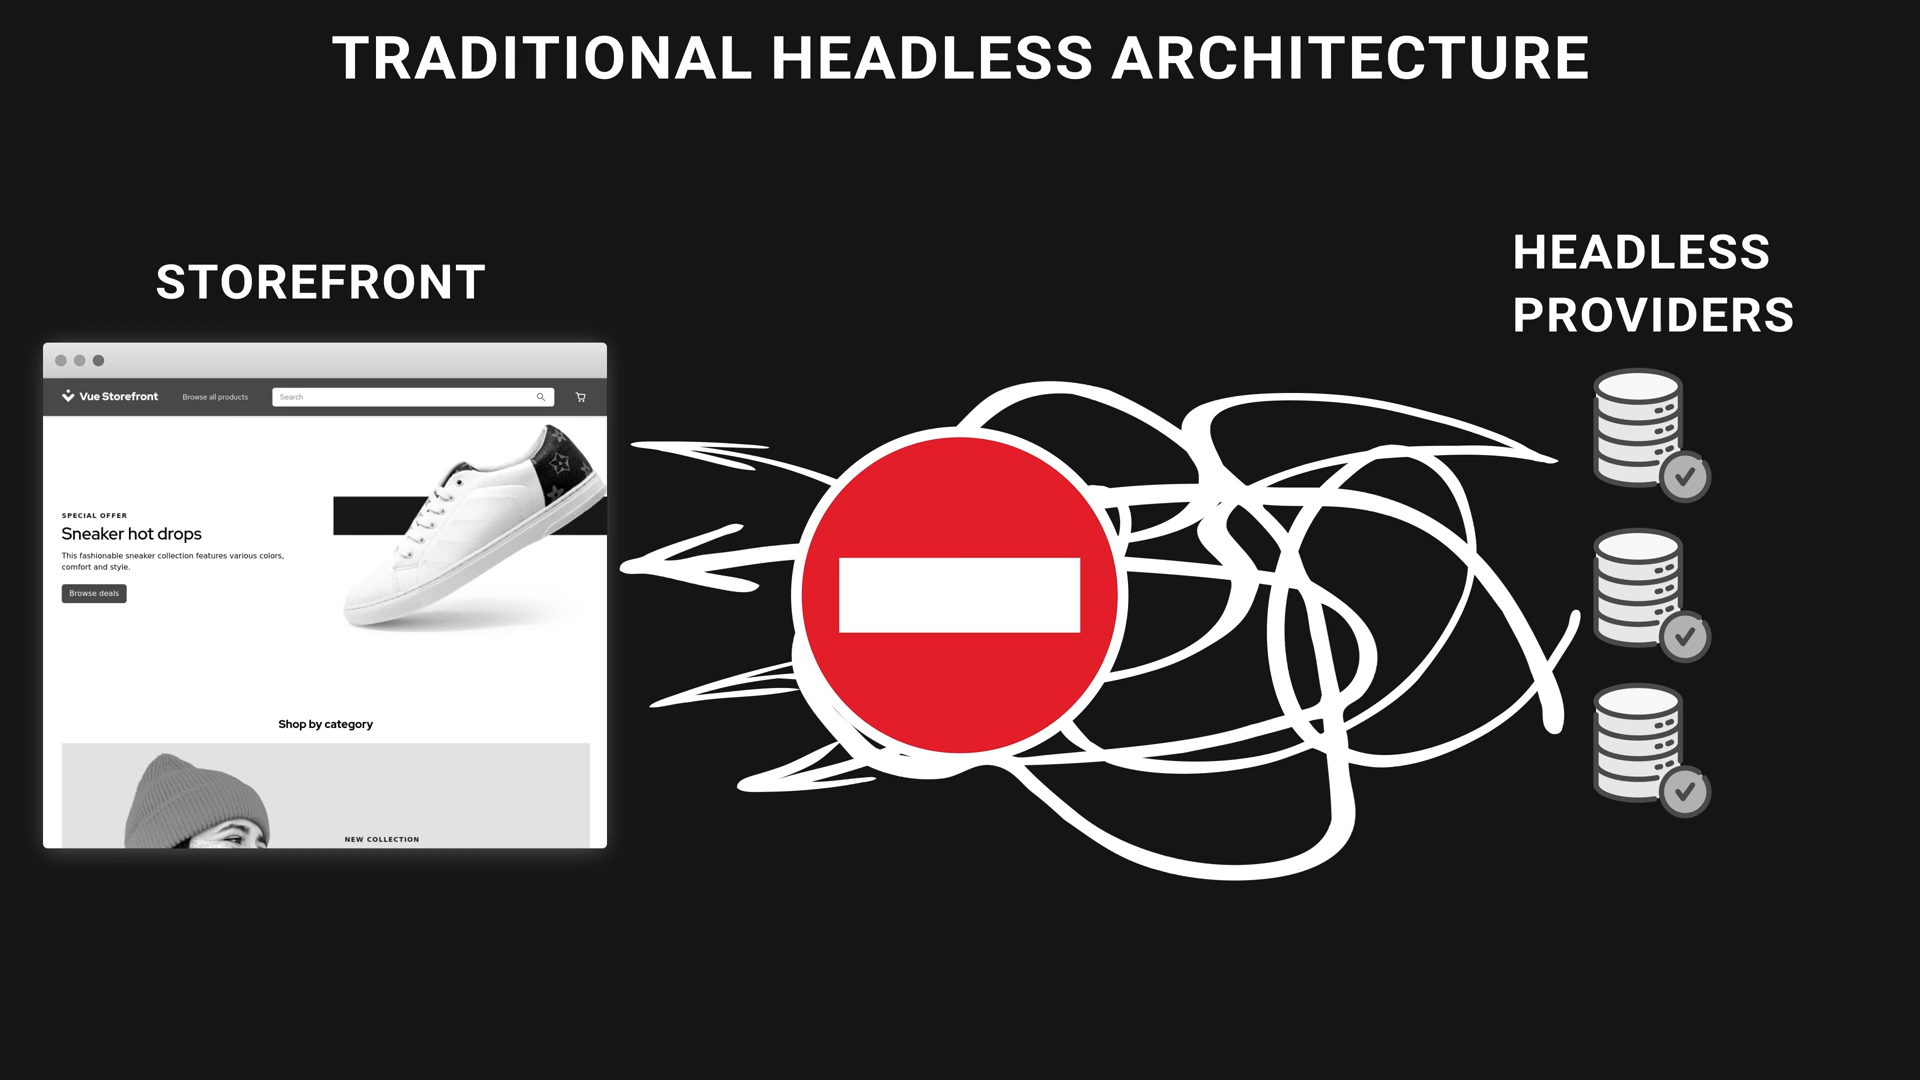 TRADITIONAL HEADLESS ARCHITECTURE
STOREFRONT
HEADLESS
PROVIDERS
Vue Storefront
Browse all products
Search
SPECIAL OFFER
Sneaker hot drops
This fashionable sneaker collection features various colors,
comfort and style.
Browse deals
Shop by category
NEW COLLECTION